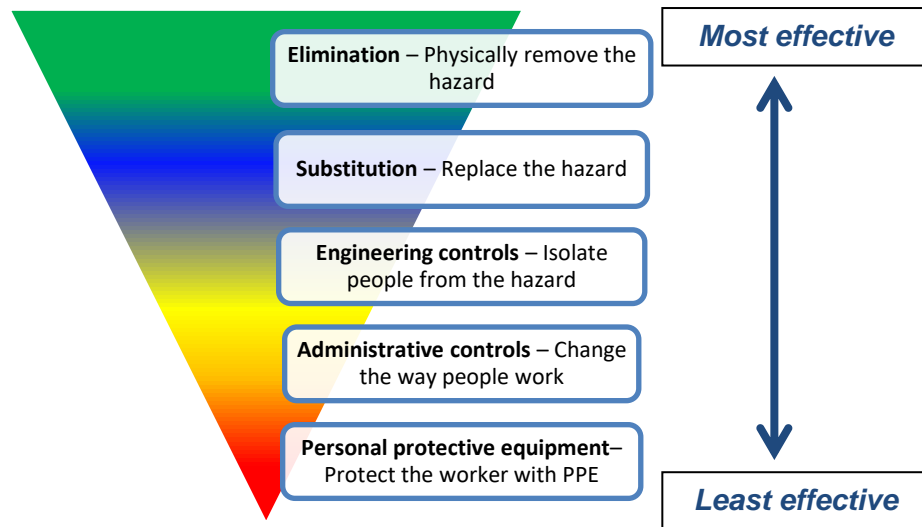 Most effective
Elimination – Physically remove the
hazard
Substitution – Replace the hazard
Engineering controls – Isolate
people from the hazard
Administrative controls – Change
the way people work
Personal protective equipment–
Protect the worker with PPE
Least effective